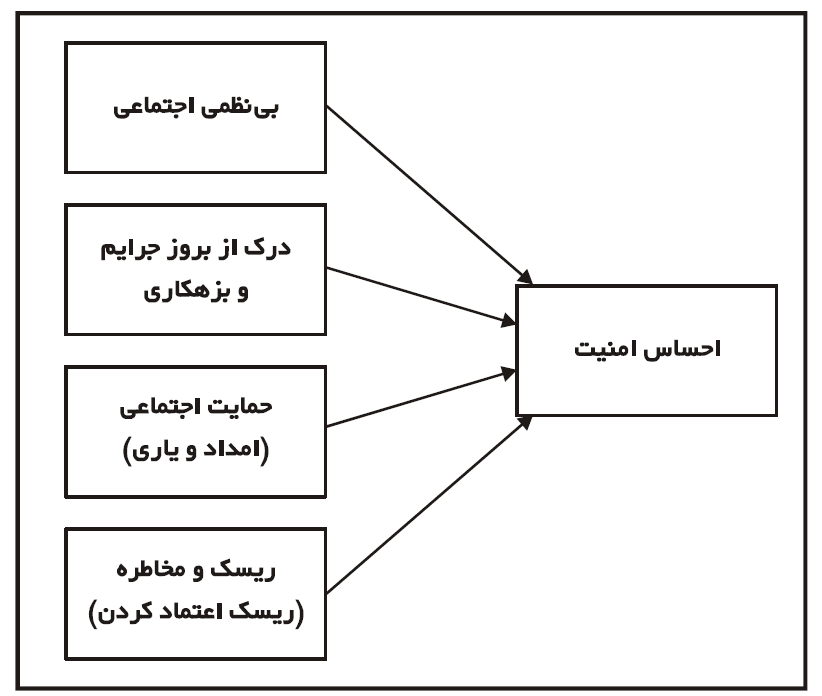 بی‌نظمی اجتماعی
درک از بروز جرایم
و بزهکاری
حمایت اجتماعی
(امداد و یاری)
ریسک و مخاطره
(ریسک اعتماد کردن)
احساس امنیت